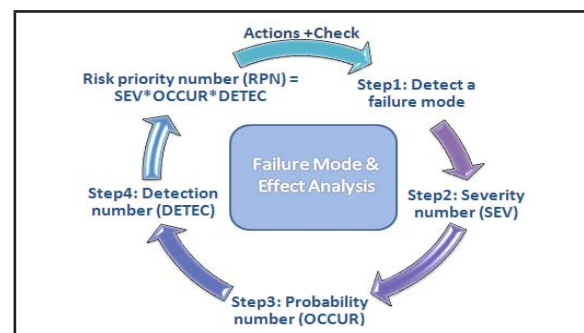 Actions +Check
Step1: Detect a
failure mode
Step2: Severity
number (SEV)
Step3: Probability
number (OCCUR)
Step4: Detection
number (DETEC)
Risk priority number (RPN) =
SEV*OCCUR*DETEC
Failure Mode &
Effect Analysis